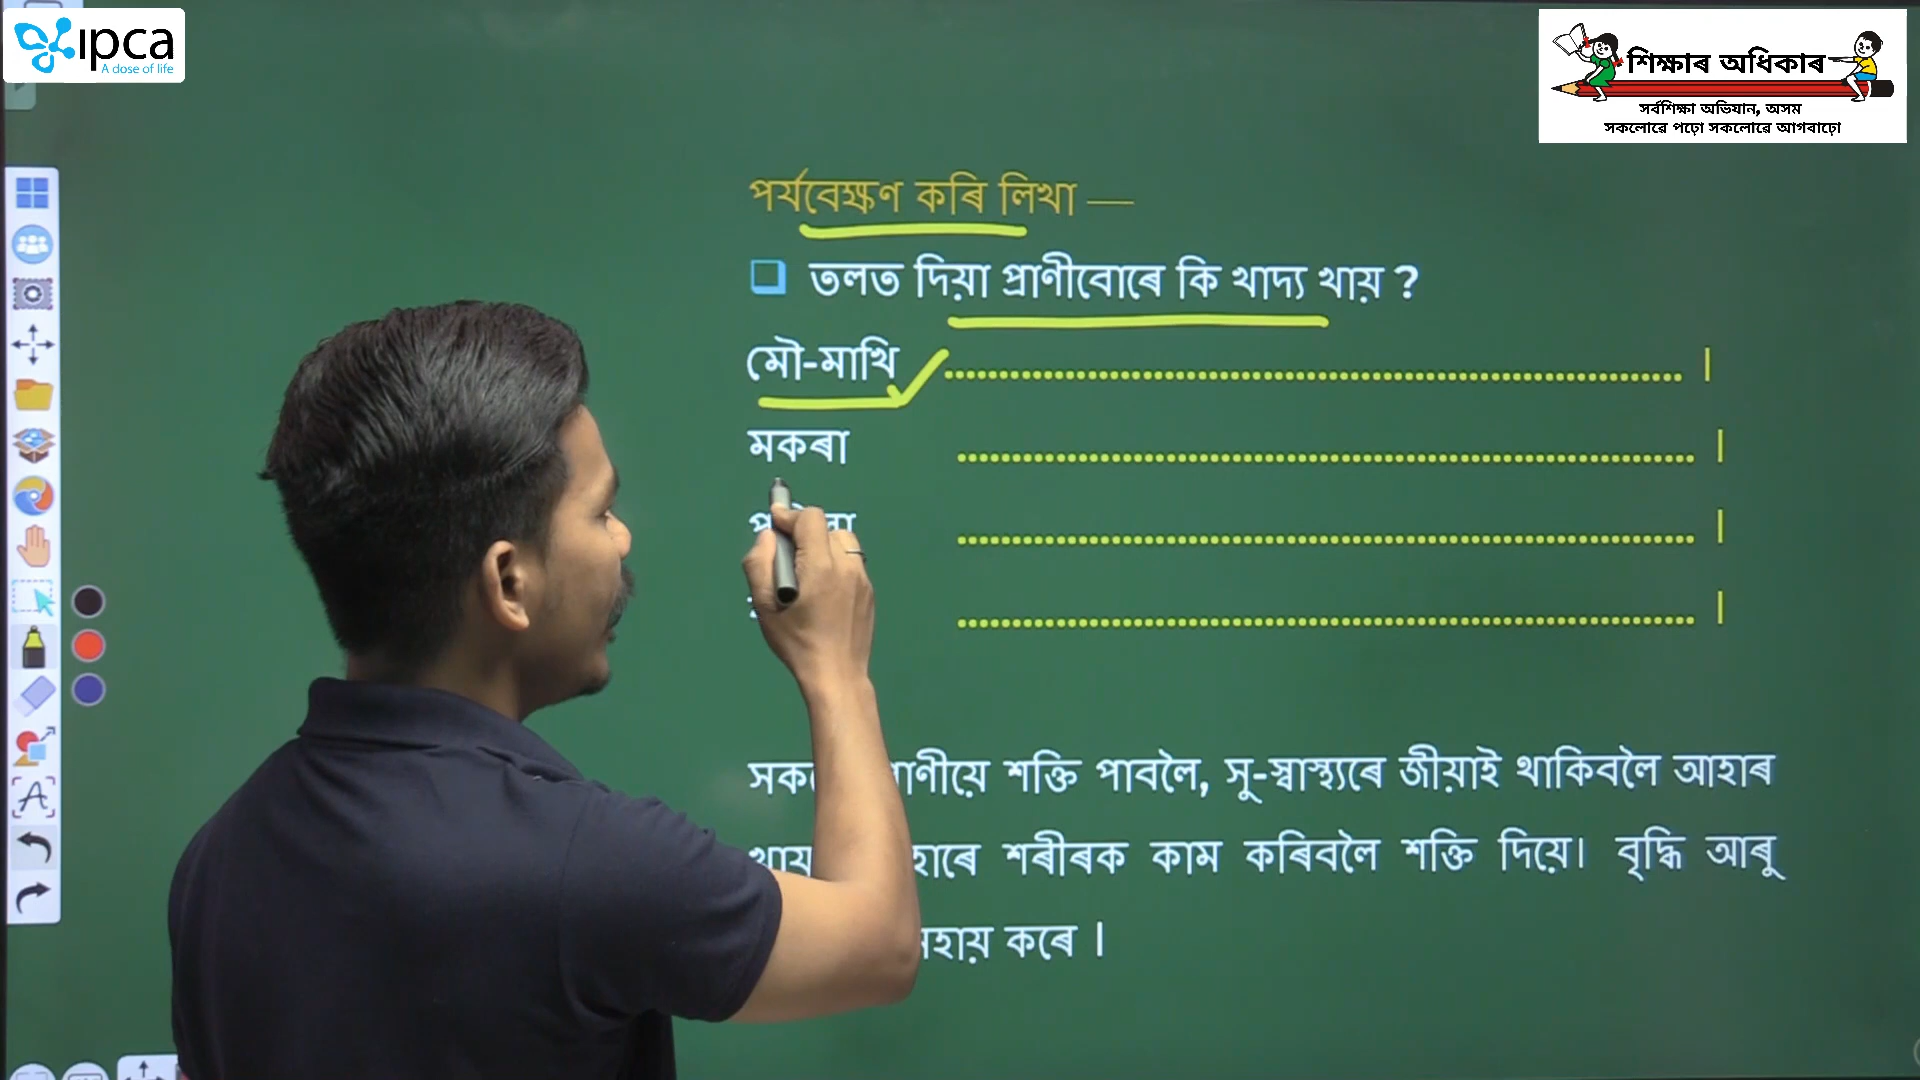 ipca
A dose of life
শিক্ষাৰ অধিকাৰ
সৰ্বশিক্ষা অভিযান, অসম
সকলোৱে পঢ়ো সকলোৱে আগবাঢ়ো
পৰ্যবেক্ষণ কৰি লিখা —
তলত দিয়া প্ৰাণীবোৰে কি খাদ্য খায় ?
মৌ-মাখি ........................................ ।
মকৰা ........................................ ।
........................................ ।
........................................ ।
শক্তি পাবলৈ, সু-স্বাস্থ্যৰে জীয়াই থাকিবলৈ আহাৰ
শৰীৰক কাম কৰিবলৈ শক্তি দিয়ে। বৃদ্ধি আৰু
কৰে ।